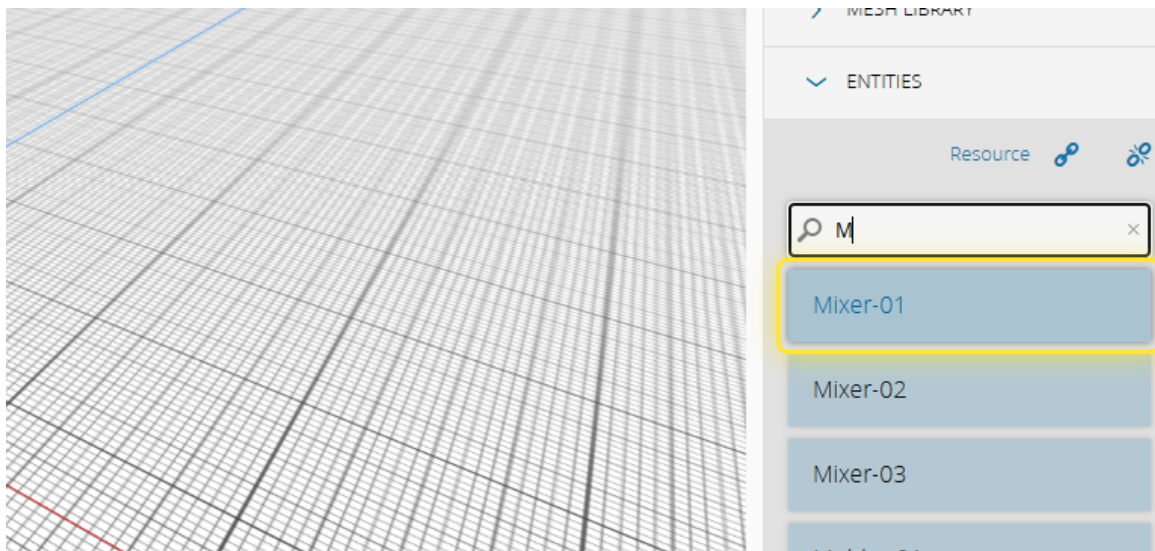 MESH LIBRARY
ENTITIES
Resource
M
Mixer-01
Mixer-02
Mixer-03